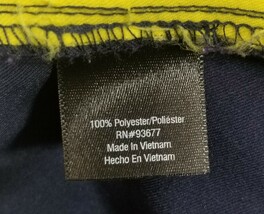 100% Polyester/Poliéster
RN#93677
Made In Vietnam
Hecho En Vietnam